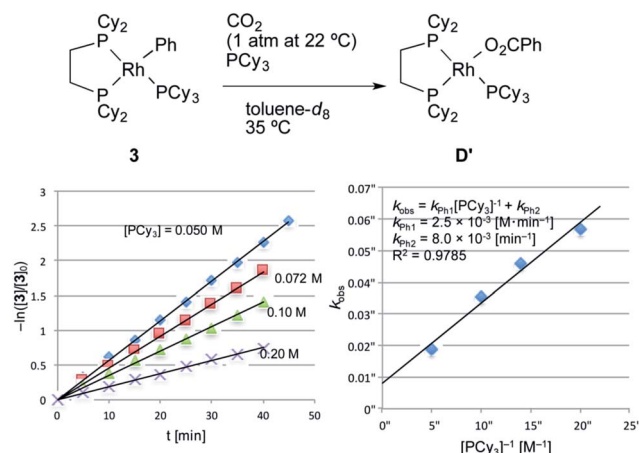 Cy2
P
Ph
Rh
PCy3
P
Cy2
3
CO2
(1 atm at 22 ºC)
PCy3
toluene-d8
35 ºC
Cy2
P
O2CPh
Rh
PCy3
P
Cy2
D'
–ln([3]/[3]0)
3
2.5
2
1.5
1
0.5
0
[PCy3] = 0.050 M
0.072 M
0.10 M
0.20 M
0 10 20 30 40 50
t [min]
kobs
0.07"
0.06"
0.05"
0.04"
0.03"
0.02"
0.01"
0"
kobs = kPh1[PCy3]-1 + kPh2
kPh1 = 2.5 × 10-3 [M·min–1]
kPh2 = 8.0 × 10-3 [min–1]
R2 = 0.9785
0" 5" 10" 15" 20" 25"
[PCy3]–1 [M–1]